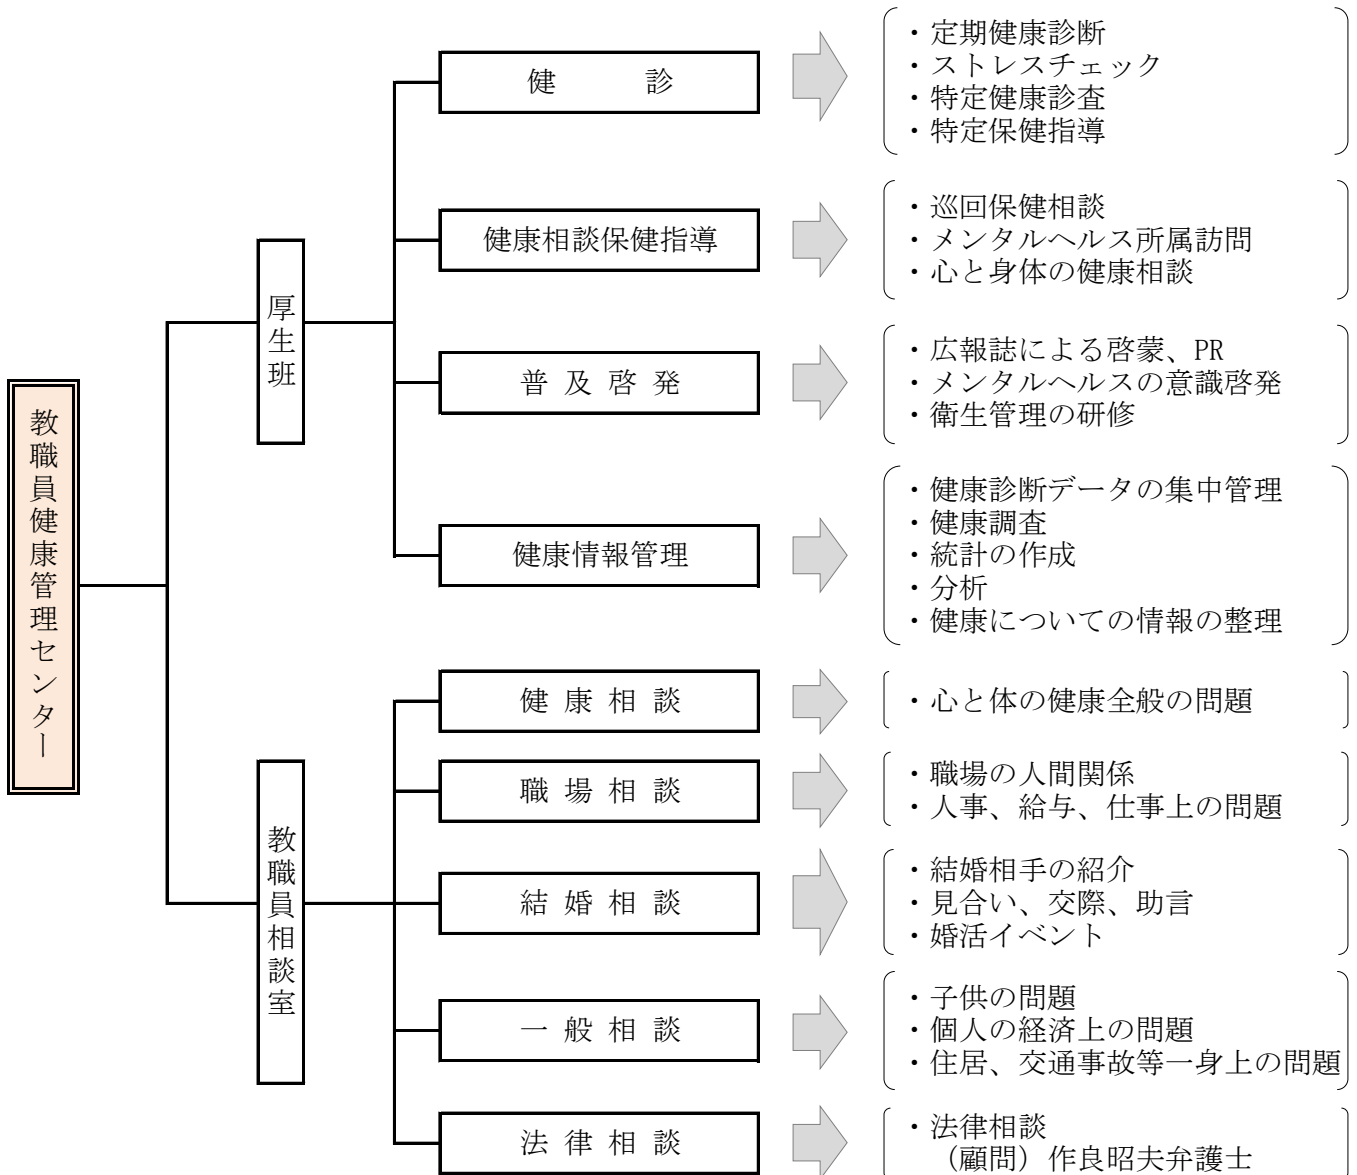 教職員健康管理センター
厚生班
健　診
・定期健康診断
・ストレスチェック
・特定健康診査
・特定保健指導
健康相談保健指導
・巡回保健相談
・メンタルヘルス所属訪問
・心と身体の健康相談
普及啓発
・広報誌による啓蒙、PR
・メンタルヘルスの意識啓発
・衛生管理の研修
健康情報管理
・健康診断データの集中管理
・健康調査
・統計の作成
・分析
・健康についての情報の整理
教職員相談室
健康相談
・心と体の健康全般の問題
職場相談
・職場の人間関係
・人事、給与、仕事上の問題
結婚相談
・結婚相手の紹介
・見合い、交際、助言
・婚活イベント
一般相談
・子供の問題
・個人の経済上の問題
・住居、交通事故等一身上の問題
法律相談
・法律相談
（顧問）作良昭夫弁護士